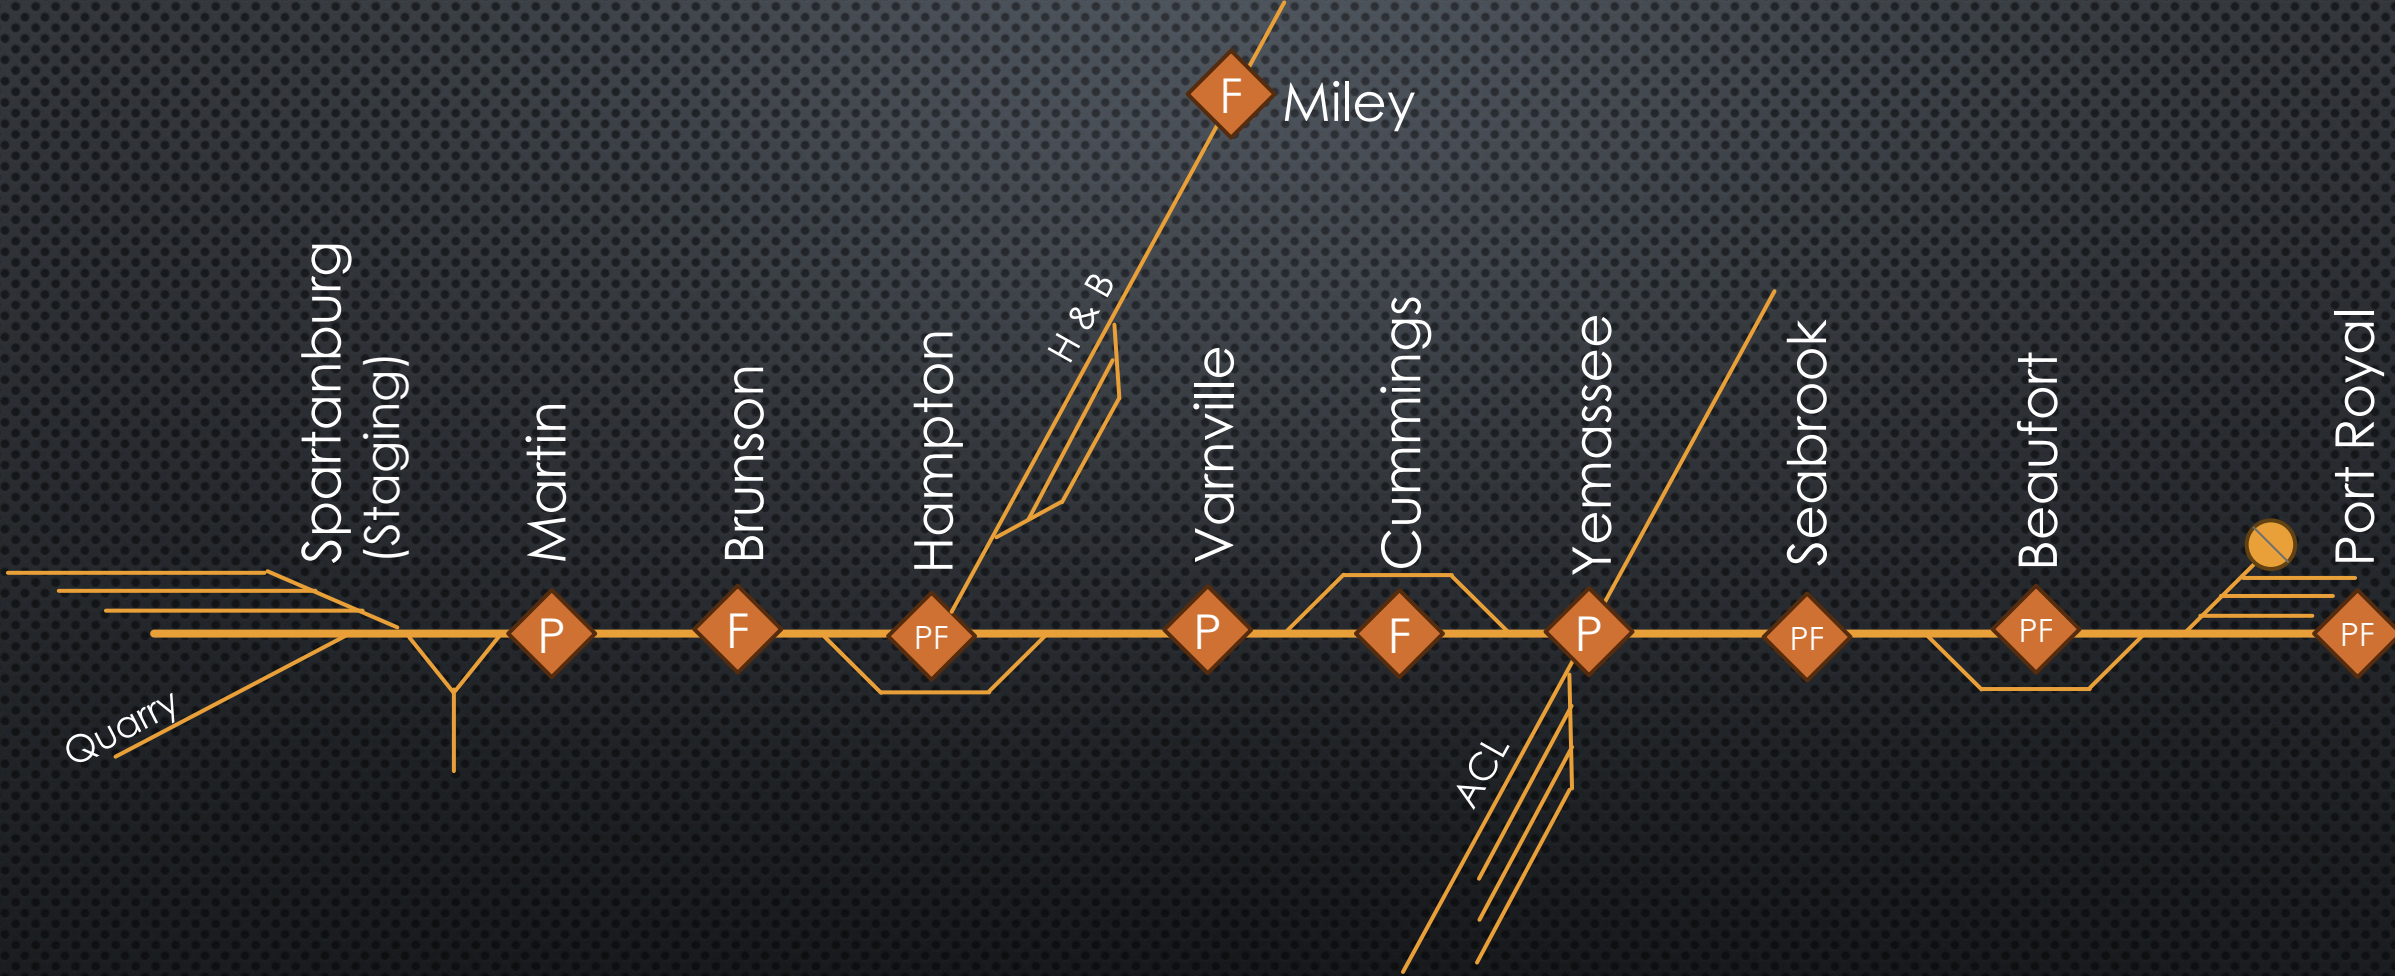 F
Miley
H & B
Spartanburg
(Staging)
Martin
Brunson
Hampton
Varnville
Cummings
Yemassee
Seabrook
Beaufort
Port Royal
P
F
PF
P
F
P
PF
PF
PF
Quarry
ACL